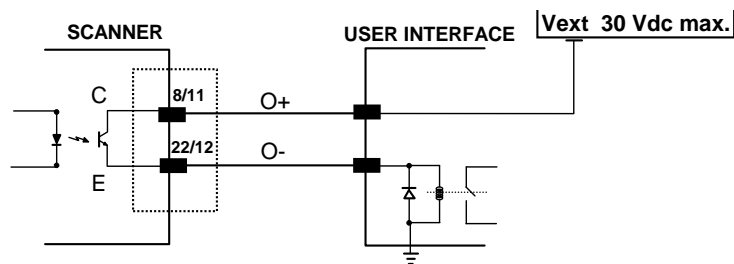 Vext 30 Vdc max.
SCANNER
USER INTERFACE
C
8/11
O+
22/12
O-
E